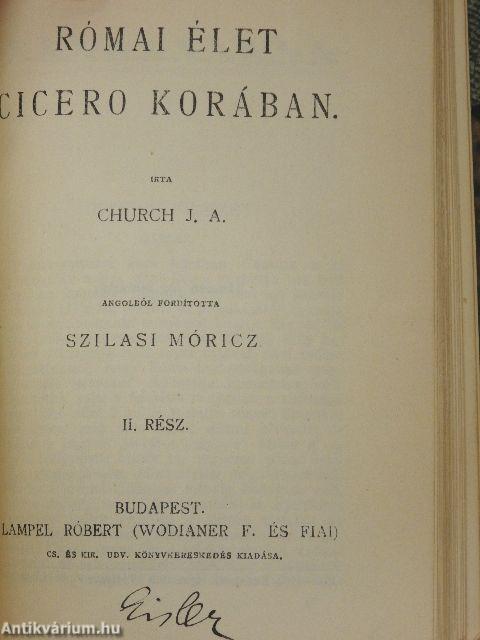 RÓMAI ÉLET
CICERO KORÁBAN.
IRTA
CHURCH J. A.
ANGOLBÓL FORDÍTOTTA
SZILASI MÓRICZ
II. RÉSZ.
BUDAPEST.
LAMPEL RÓBERT (WODIANER F. ÉS FIAI)
CS. ÉS KIR. UDV. KÖNYVKERESKEDÉS KIADÁSA.
Eisler
Antikvárium.hu